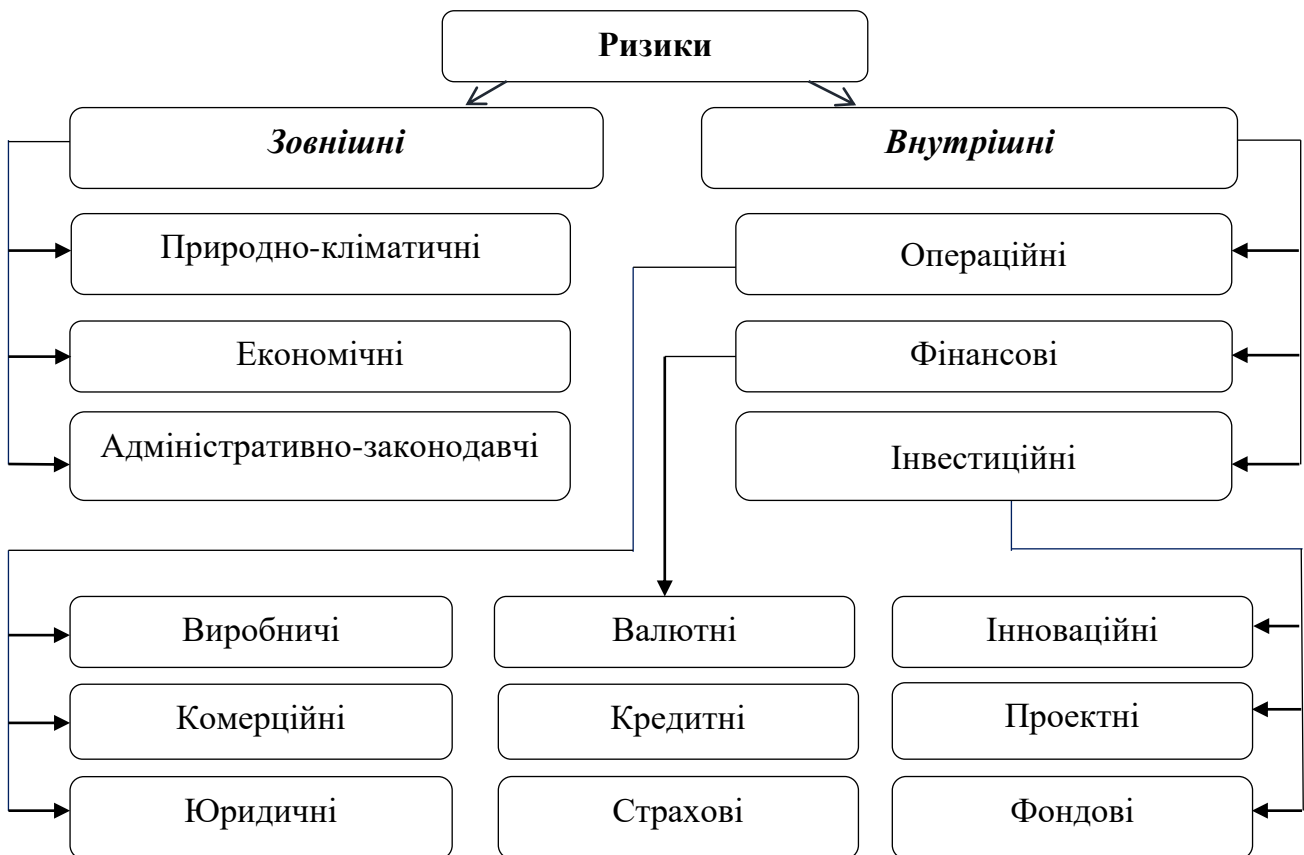 Ризики
Зовнішні
Внутрішні
Природно-кліматичні
Операційні
Економічні
Фінансові
Адміністративно-законодавчі
Інвестиційні
Виробничі
Валютні
Інноваційні
Комерційні
Кредитні
Проектні
Юридичні
Страхові
Фондові